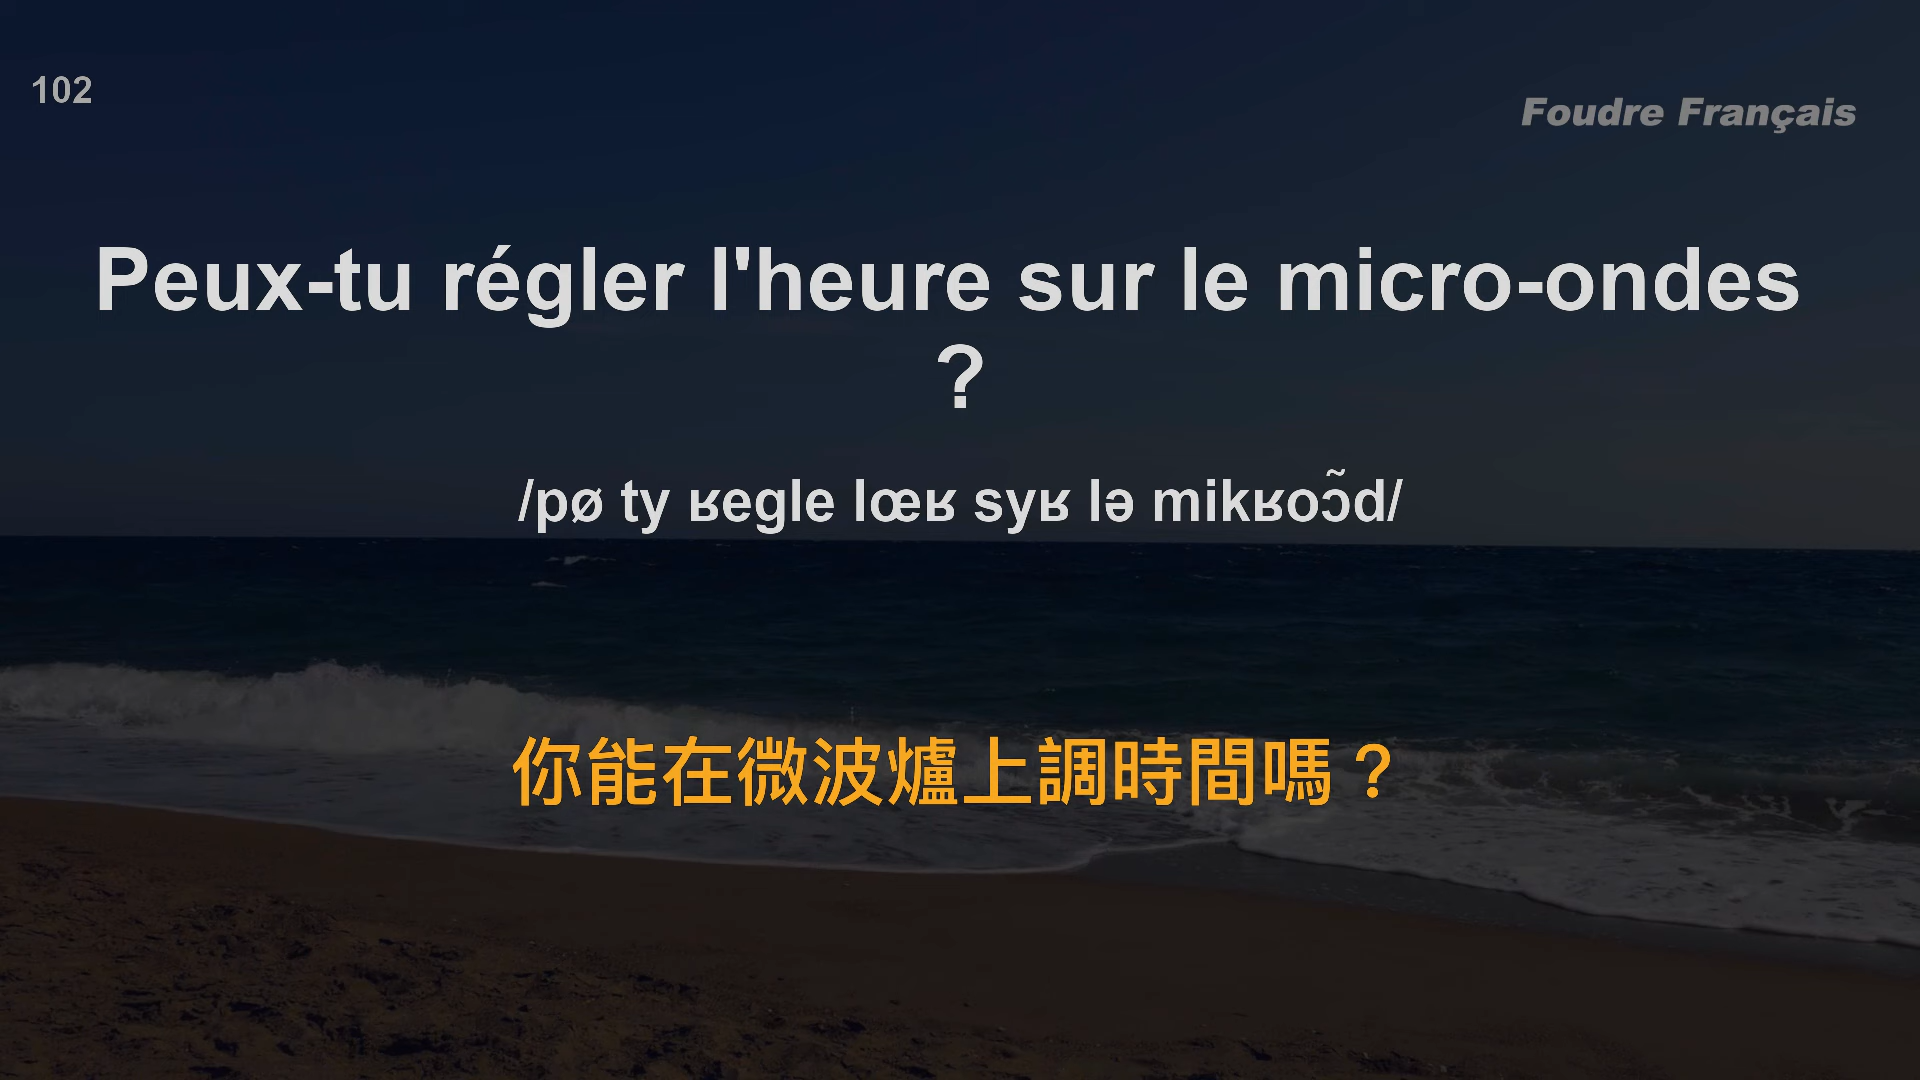 102
Foudre Français
Peux-tu régler l'heure sur le micro-ondes
?
/pø ty ʁegle lœʁ syʁ lə mikʁoɔ̃d/
你能在微波爐上調時間嗎？